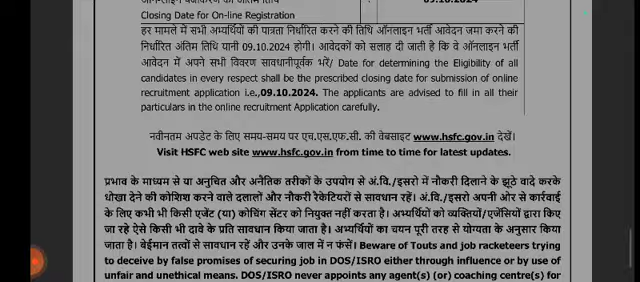 ऑनलाइन पंजीकरण की अंतिम तिथि : 09.10.2024
Closing Date for On-line Registration
हर मामले में सभी अभ्यर्थियों की पात्रता निर्धारित करने की तिथि ऑनलाइन भर्ती आवेदन जमा करने की
निर्धारित अंतिम तिथि यानी 09.10.2024 होगी। आवेदकों को सलाह दी जाती है कि वे ऑनलाइन भर्ती
आवेदन में अपने सभी विवरण सावधानीपूर्वक भरें/ Date for determining the Eligibility of all
candidates in every respect shall be the prescribed closing date for submission of online
recruitment application i.e.,09.10.2024. The applicants are advised to fill in all their
particulars in the online recruitment Application carefully.
नवीनतम अपडेट के लिए समय-समय पर एच.एस.एफ.सी. की वेबसाइट www.hsfc.gov.in देखें।
Visit HSFC web site www.hsfc.gov.in from time to time for latest updates.
प्रभाव के माध्यम से या अनुचित और अनैतिक तरीकों के उपयोग से अं.वि./इसरो में नौकरी दिलाने के झूठे वादे करके
धोखा देने की कोशिश करने वाले दलालों और नौकरी रैकेटियरों से सावधान रहें। अं.वि./इसरो अपनी ओर से कार्रवाई
के लिए कभी भी किसी एजेंट (या) कोचिंग सेंटर को नियुक्त नहीं करता है। अभ्यर्थियों को व्यक्तियों/एजेंसियों द्वारा किए
जा रहे ऐसे किसी भी दावे के प्रति सावधान किया जाता है। अभ्यर्थियों का चयन पूरी तरह से योग्यता के अनुसार किया
जाता है। बेईमान तत्वों से सावधान रहें और उनके जाल में न फंसें। Beware of Touts and job racketeers trying
to deceive by false promises of securing job in DOS/ISRO either through influence or by use of
unfair and unethical means. DOS/ISRO never appoints any agent(s) (or) coaching centre(s) for